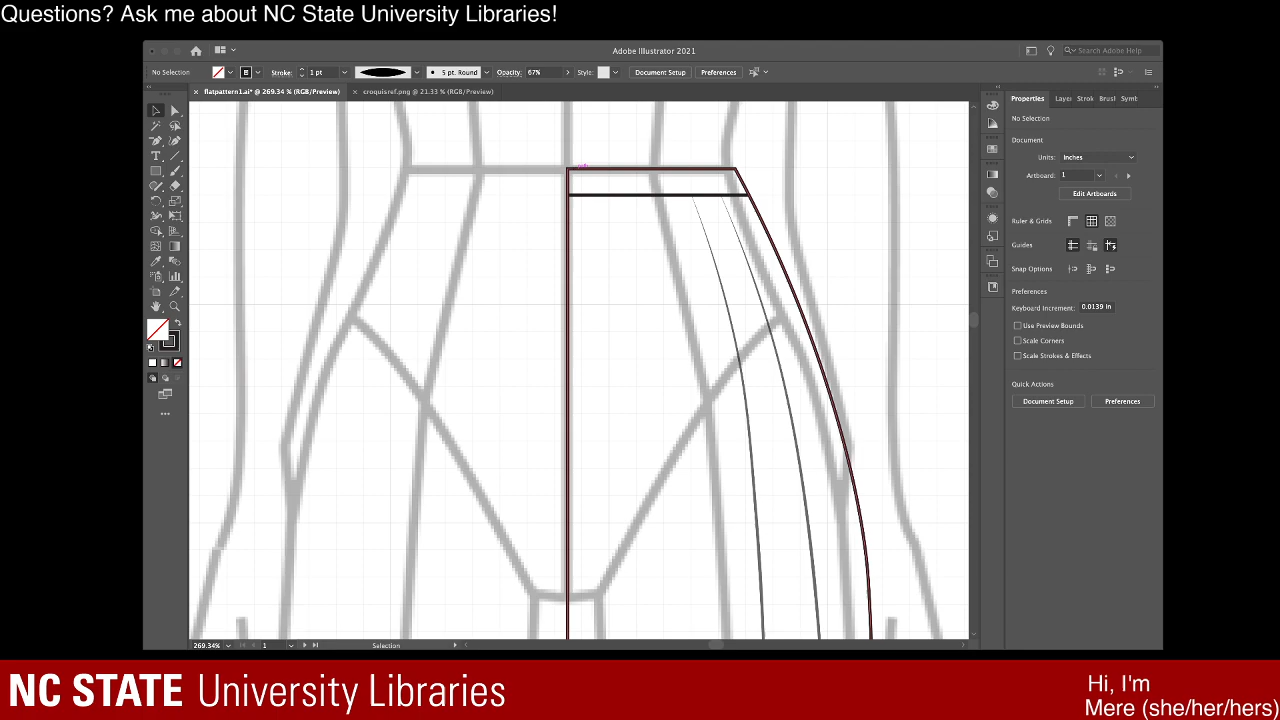 Questions? Ask me about NC State University Libraries!
Adobe Illustrator 2021
Search Adobe Help
No Selection
Stroke:
1 pt
5 pt. Round
Opacity:
67%
Style:
Document Setup
Preferences
flatpattern1.ai* @ 269.34 % (RGB/Preview)
croquisref.png @ 21.33 % (RGB/Preview)
Properties
Layer
Strok
Brusl
Symb
No Selection
Document
Units:
Inches
Artboard:
1
Edit Artboards
Ruler & Grids
Guides
Snap Options
Preferences
Keyboard Increment:
0.0139 in
Use Preview Bounds
Scale Corners
Scale Strokes & Effects
Quick Actions
Document Setup
Preferences
269.34%
1
Selection
NC STATE University Libraries
Hi, I'm
Mere (she/her/hers)